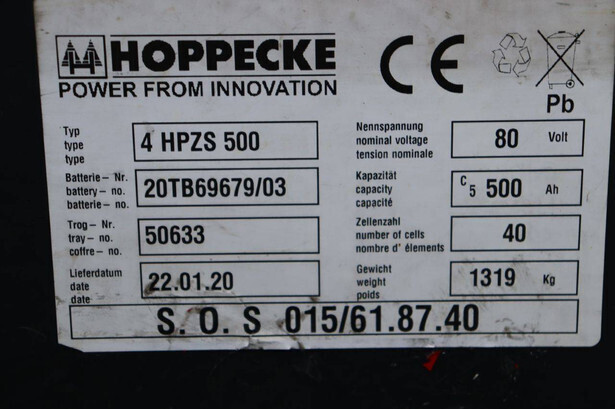 HOPPECKE
POWER FROM INNOVATION
CE
Pb
Typ
type
type
4 HPZS 500
Nennspannung
nominal voltage
tension nominale
80 Volt
Batterie– Nr.
battery– no.
batterie– no.
20TB69679/03
Kapazität
capacity
capacité
C5 500 Ah
Trog– Nr.
tray– no.
coffre– no.
50633
Zellenzahl
number of cells
nombre d' éléments
40
Lieferdatum
date
date
22.01.20
Gewicht
weight
poids
1319 Kg
S. O. S 015/61.87.40